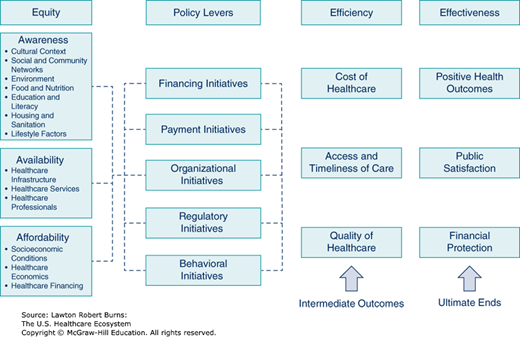 Equity
Policy Levers
Efficiency
Effectiveness
Awareness
• Cultural Context
• Social and Community
Networks
• Environment
• Food and Nutrition
• Education and
Literacy
• Housing and
Sanitation
• Lifestyle Factors
Availability
• Healthcare
Infrastructure
• Healthcare Services
• Healthcare
Professionals
Affordability
• Socioeconomic
Conditions
• Healthcare
Economics
• Healthcare Financing
Financing Initiatives
Payment Initiatives
Organizational
Initiatives
Regulatory
Initiatives
Behavioral
Initiatives
Cost of
Healthcare
Access and
Timeliness of Care
Quality of
Healthcare
Intermediate Outcomes
Positive Health
Outcomes
Public
Satisfaction
Financial
Protection
Ultimate Ends
Source: Lawton Robert Burns:
The U.S. Healthcare Ecosystem
Copyright © McGraw-Hill Education. All rights reserved.